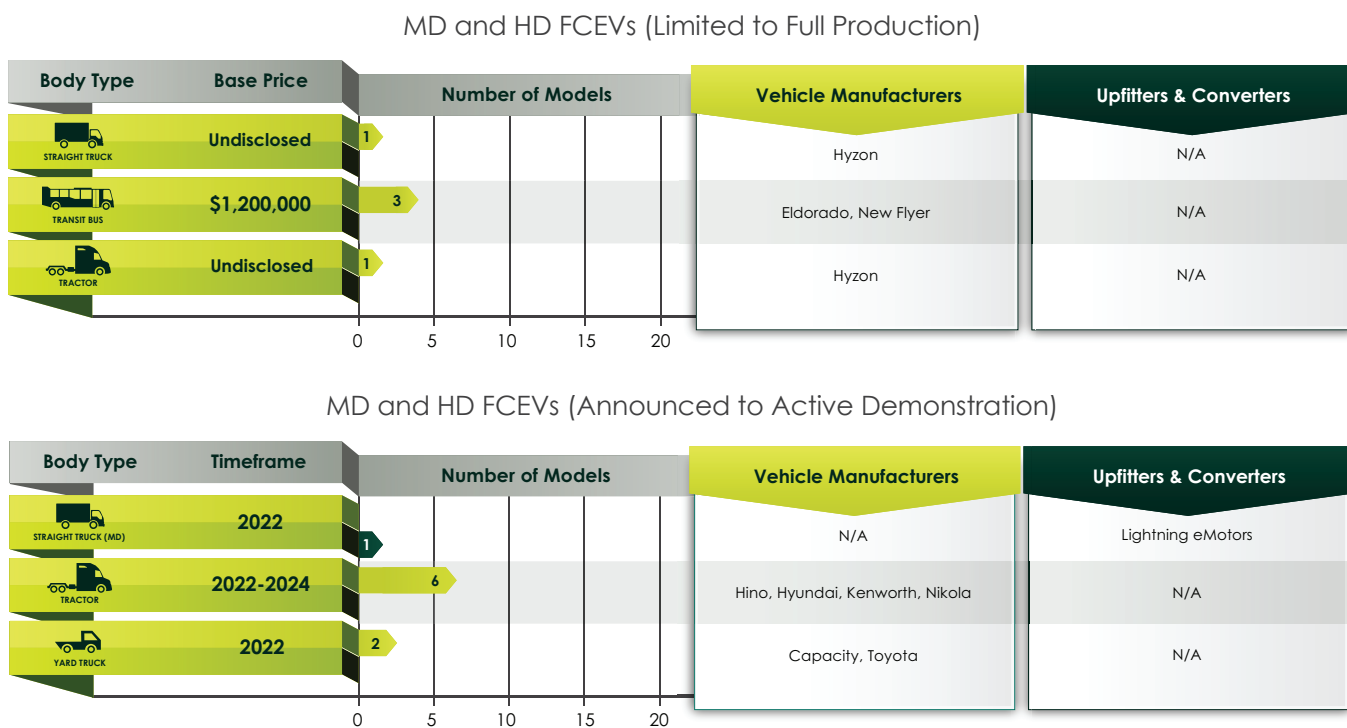 MD and HD FCEVs (Limited to Full Production)
Body Type Base Price Number of Models Vehicle Manufacturers Upfitters & Converters
STRAIGHT TRUCK Undisclosed 1 Hyzon N/A
TRANSIT BUS $1,200,000 3 Eldorado, New Flyer N/A
TRACTOR Undisclosed 1 Hyzon N/A
0 5 10 15 20
MD and HD FCEVs (Announced to Active Demonstration)
Body Type Timeframe Number of Models Vehicle Manufacturers Upfitters & Converters
STRAIGHT TRUCK (MD) 2022 1 N/A Lightning eMotors
TRACTOR 2022-2024 6 Hino, Hyundai, Kenworth, Nikola N/A
YARD TRUCK 2022 2 Capacity, Toyota N/A
0 5 10 15 20